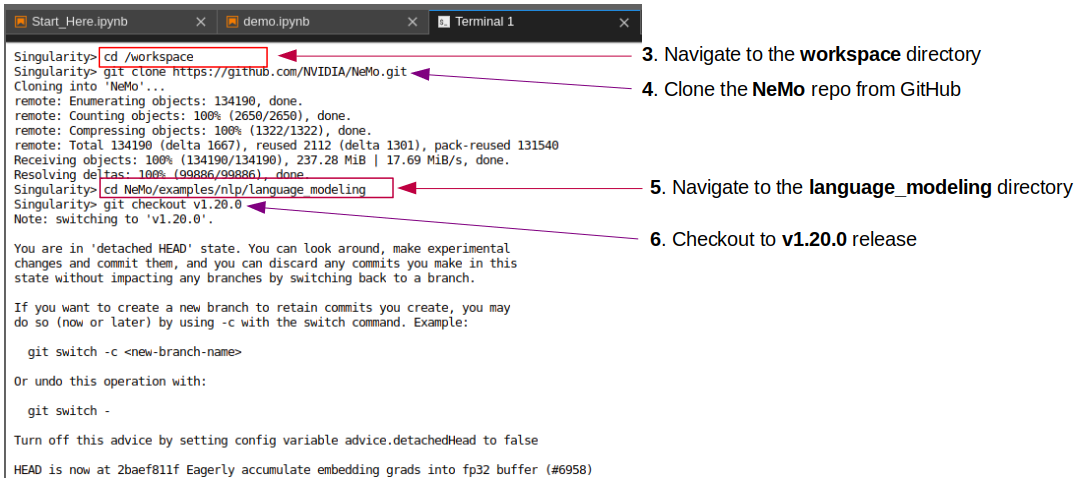 Start_Here.ipynb
demo.ipynb
Terminal 1
Singularity> cd /workspace
Singularity> git clone https://github.com/NVIDIA/NeMo.git
Cloning into 'NeMo'...
remote: Enumerating objects: 134190, done.
remote: Counting objects: 100% (2650/2650), done.
remote: Compressing objects: 100% (1322/1322), done.
remote: Total 134190 (delta 1667), reused 2112 (delta 1301), pack-reused 131540
Receiving objects: 100% (134190/134190), 237.28 MiB | 17.69 MiB/s, done.
Resolving deltas: 100% (99886/99886), done.
Singularity> cd NeMo/examples/nlp/language_modeling
Singularity> git checkout v1.20.0
Note: switching to 'v1.20.0'.
You are in 'detached HEAD' state. You can look around, make experimental
changes and commit them, and you can discard any commits you make in this
state without impacting any branches by switching back to a branch.
If you want to create a new branch to retain commits you create, you may
do so (now or later) by using -c with the switch command. Example:
git switch -c <new-branch-name>
Or undo this operation with:
git switch -
Turn off this advice by setting config variable advice.detachedHead to false
HEAD is now at 2baef811f Eagerly accumulate embedding grads into fp32 buffer (#6958)
3. Navigate to the workspace directory
4. Clone the NeMo repo from GitHub
5. Navigate to the language_modeling directory
6. Checkout to v1.20.0 release